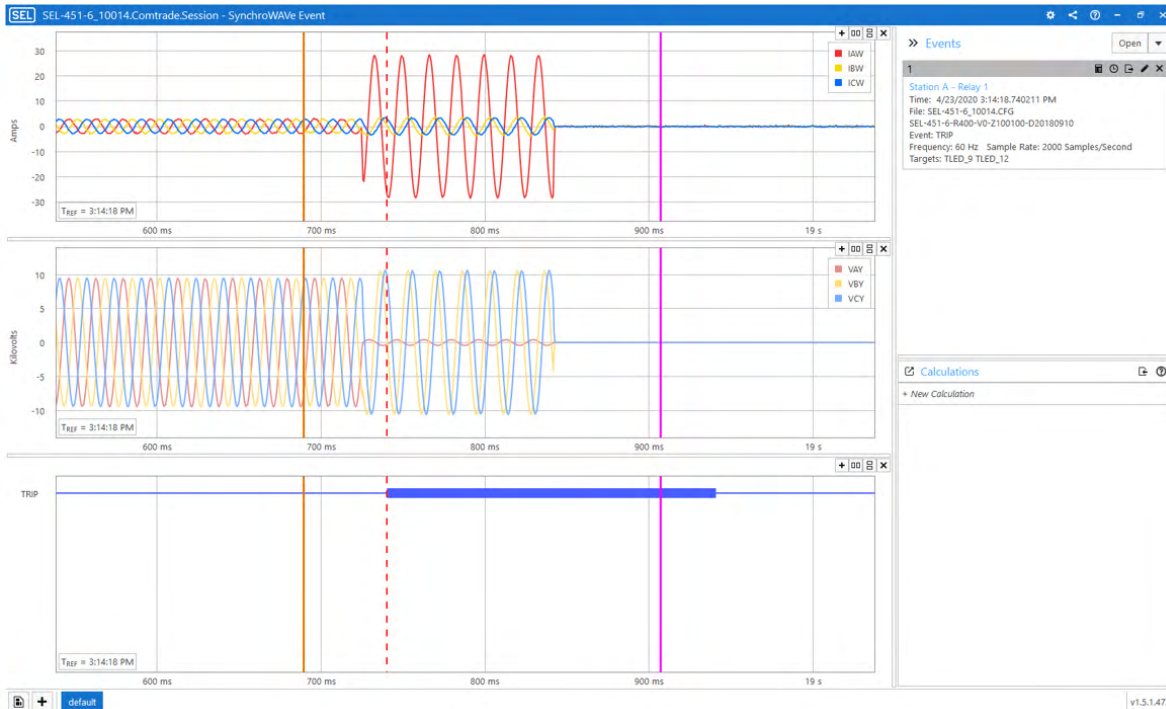 SEL SEL-451-6_10014.Comtrade.Session - SynchroWAVe Event
Amps
30
20
10
0
-10
-20
-30
IAW
IBW
ICW
TREF = 3:14:18 PM
600 ms
700 ms
800 ms
900 ms
19 s
Kilovolts
10
5
0
-5
-10
VAY
VBY
VCY
TREF = 3:14:18 PM
600 ms
700 ms
800 ms
900 ms
19 s
TRIP
TREF = 3:14:18 PM
600 ms
700 ms
800 ms
900 ms
19 s
default
Events
Open
1
Station A - Relay 1
Time: 4/23/2020 3:14:18.740211 PM
File: SEL-451-6_10014.CFG
SEL-451-6-R400-V0-Z100100-D20180910
Event: TRIP
Frequency: 60 Hz Sample Rate: 2000 Samples/Second
Targets: TLED_9 TLED_12
Calculations
+ New Calculation